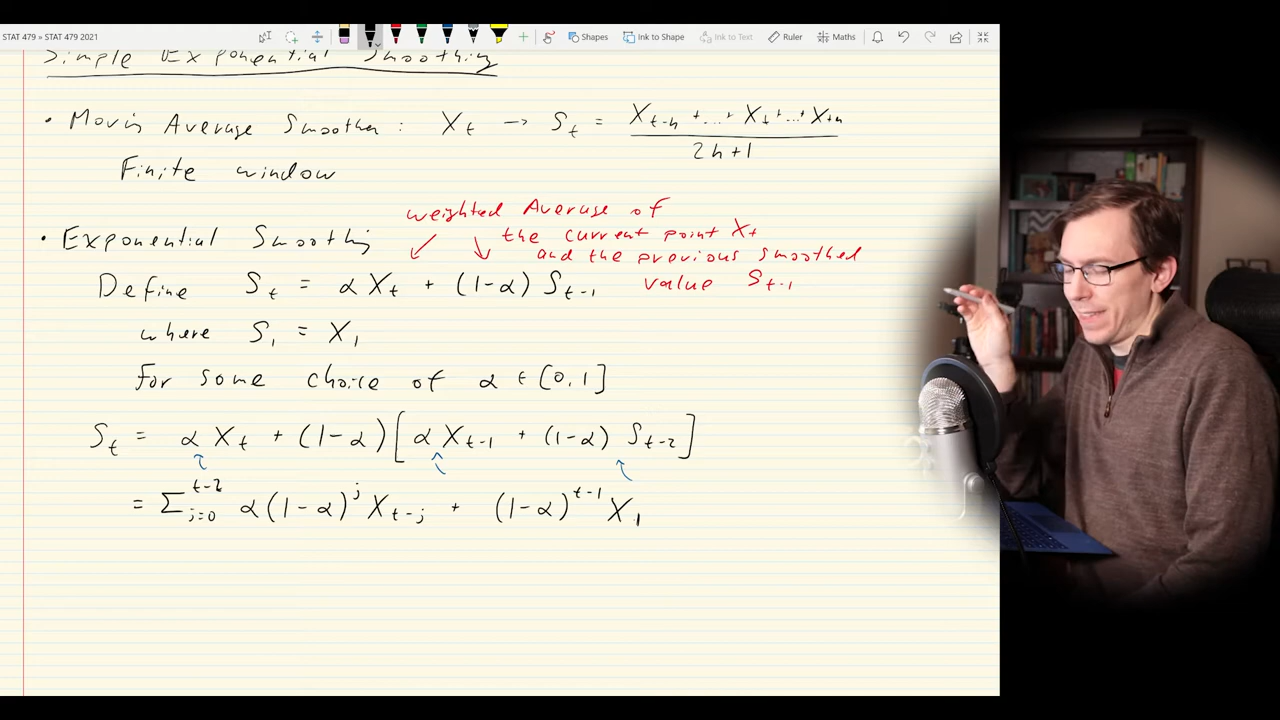 STAT 479 » STAT 479 2021
Shapes
Ink to Shape
Ink to Text
Ruler
Maths
Simple Exponential Smoothing
• Movin Average Smoother : X_t → S_t = (X_{t-h} + ... + X_t + ... + X_{t+h}) / (2h+1)
Finite window
• Exponential Smoothing
weighted Average of
the current point X_t
and the previous smoothed
value S_{t-1}
Define S_t = α X_t + (1-α) S_{t-1}
where S_1 = X_1
For some choice of α ∈ [0,1]
S_t = α X_t + (1-α) [α X_{t-1} + (1-α) S_{t-2}]
= Σ_{j=0}^{t-2} α(1-α)^j X_{t-j} + (1-α)^{t-1} X_1